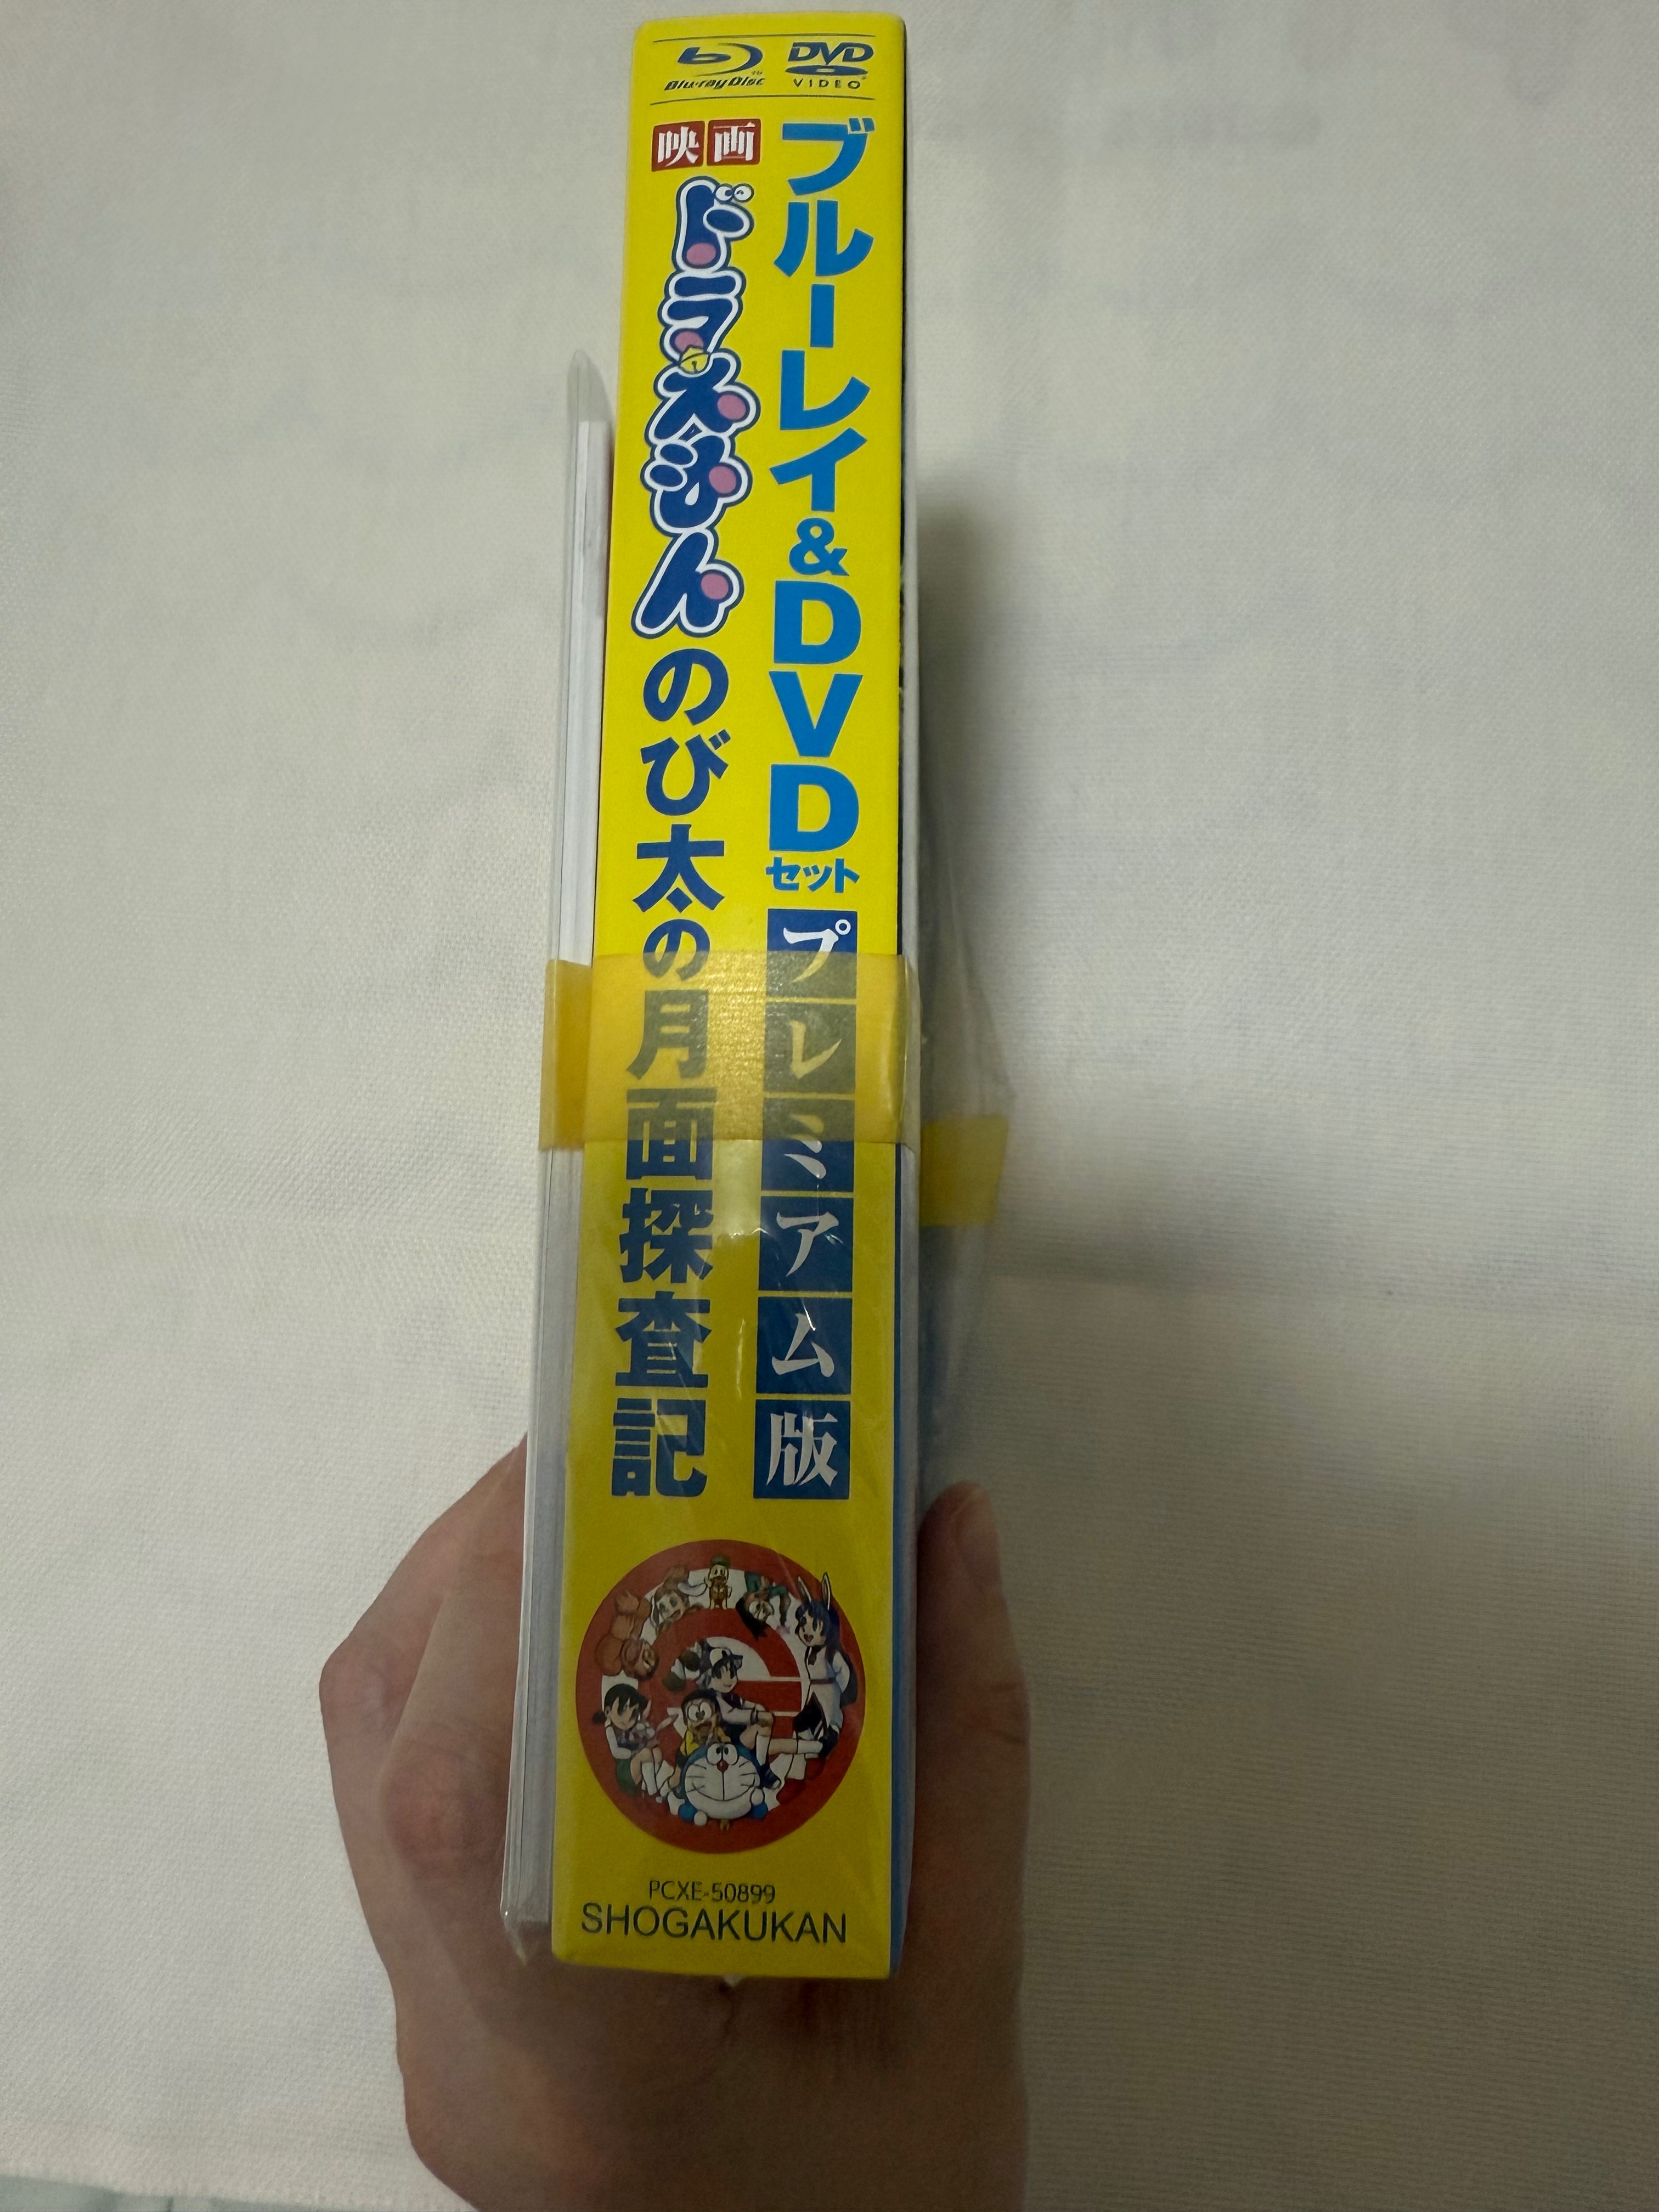 Blu-ray Disc
DVD VIDEO
ブルーレイ&DVDセット プレミアム版
映画 ドラえもん のび太の月面探査記
PCXE-50899
SHOGAKUKAN